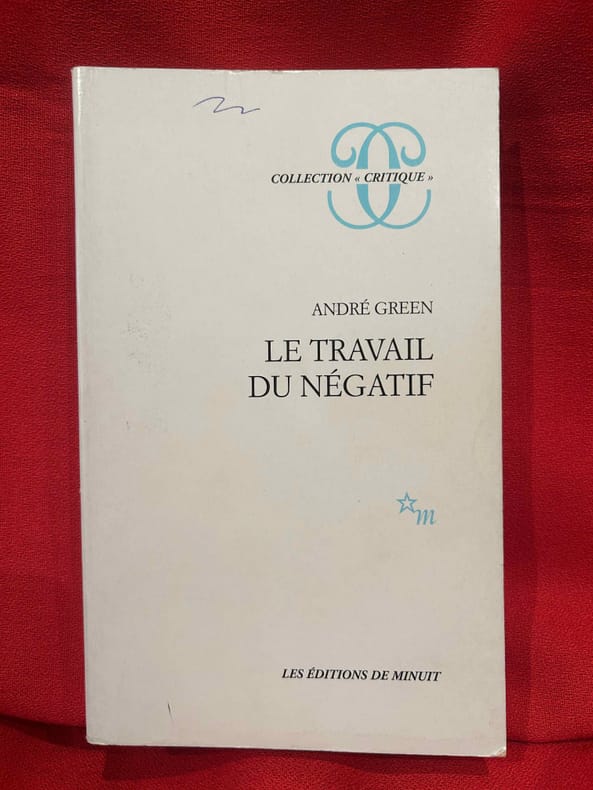 COLLECTION « CRITIQUE »
ANDRÉ GREEN
LE TRAVAIL
DU NÉGATIF
m
LES ÉDITIONS DE MINUIT